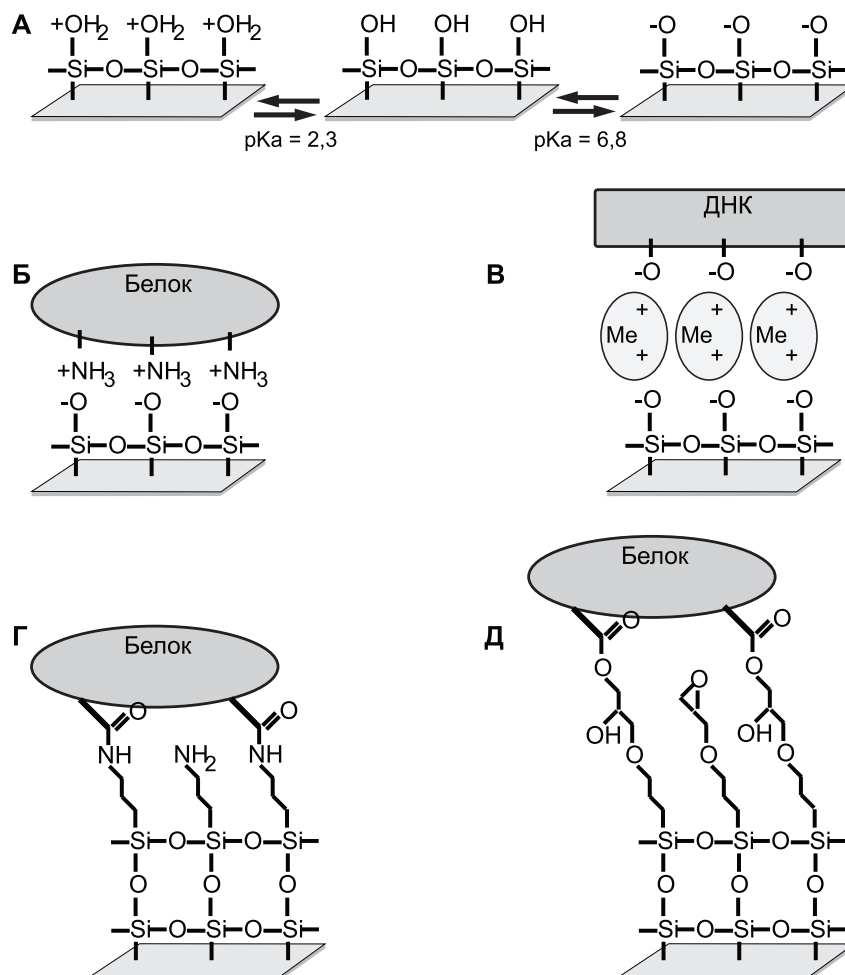 А
+OH2 +OH2 +OH2
Si O Si O Si
OH OH OH
Si O Si O Si
-O -O -O
Si O Si O Si
pKa = 2,3
pKa = 6,8
Б
Белок
+NH3 +NH3 +NH3
-O -O -O
Si O Si O Si
В
ДНК
-O -O -O
+ + +
Me Me Me
+ + +
-O -O -O
Si O Si O Si
Г
Белок
O O
NH NH2 NH
Si O Si O Si
O O O
Si O Si O Si
Д
Белок
O O
O O O
OH OH
O O O
Si O Si O Si
O O O
Si O Si O Si